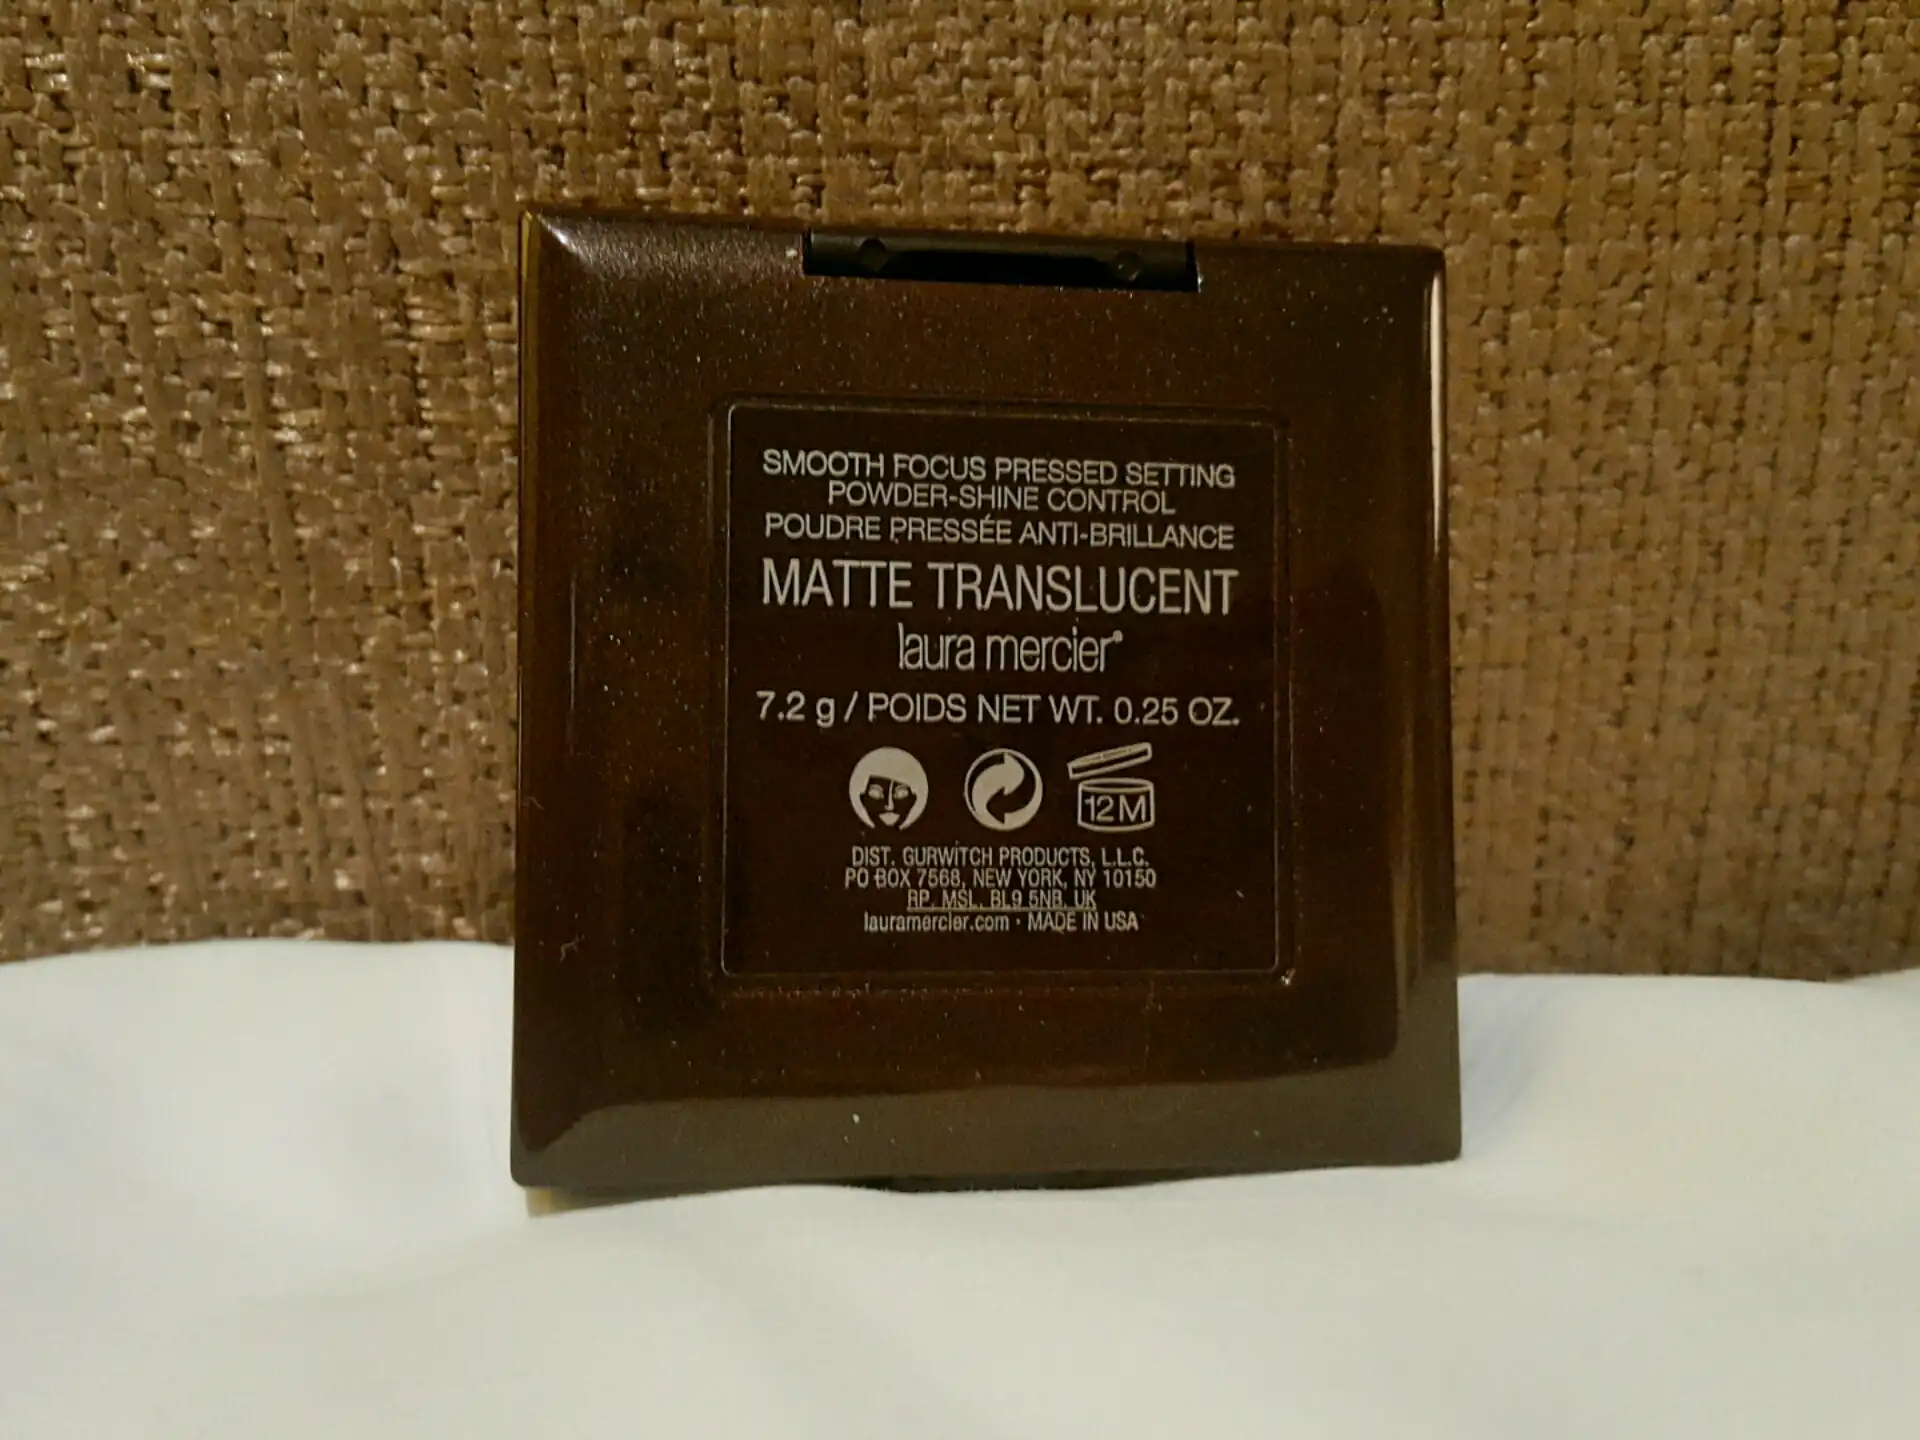 SMOOTH FOCUS PRESSED SETTING
POWDER-SHINE CONTROL
POUDRE PRESSÉE ANTI-BRILLANCE
MATTE TRANSLUCENT
laura mercier
7.2 g / POIDS NET WT. 0.25 OZ.
12 M
DIST. GURWITCH PRODUCTS, L.L.C.
PO BOX 7568, NEW YORK, NY 10150
RP. MSL. BL9 5NB. UK
lauramercier.com · MADE IN USA